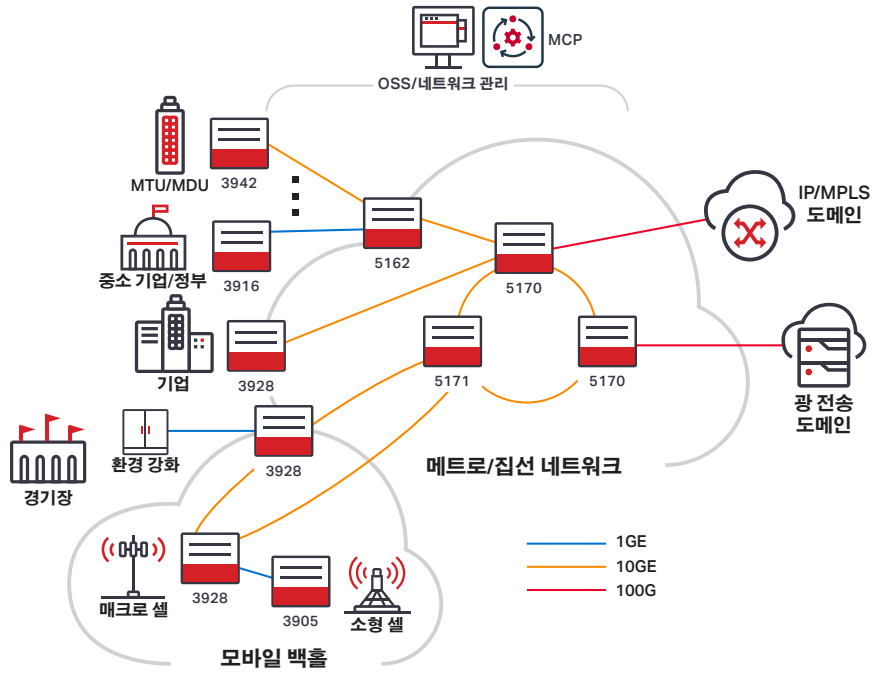 MCP
OSS/네트워크 관리
MTU/MDU
3942
중소 기업/정부
3916
5162
5170
IP/MPLS
도메인
기업
3928
5171
5170
광 전송
도메인
경기장
환경 강화
3928
메트로/집선 네트워크
매크로 셀
3928
3905
소형 셀
모바일 백홀
1GE
10GE
100G